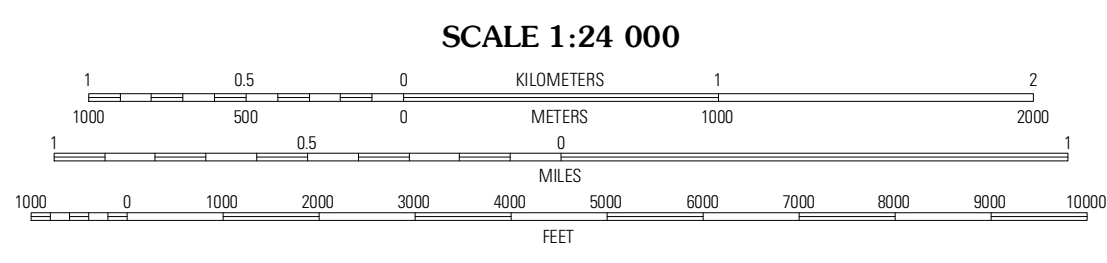 SCALE 1:24 000
1 0.5 0 KILOMETERS 1 2
1000 500 0 METERS 1000 2000
1 0.5 0 1
MILES
1000 0 1000 2000 3000 4000 5000 6000 7000 8000 9000 10000
FEET